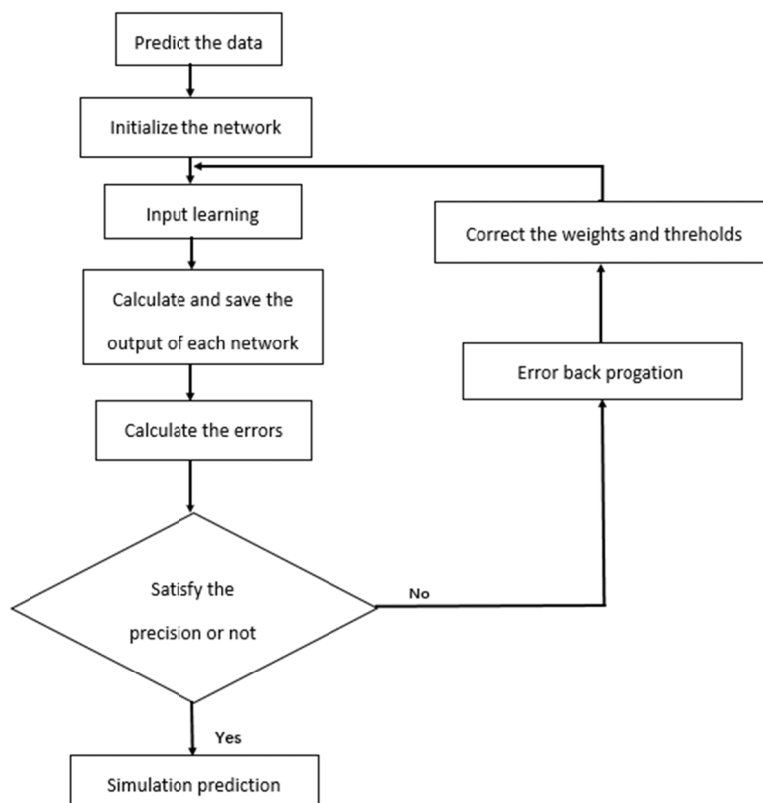 Predict the data
Initialize the network
Input learning
Correct the weights and threholds
Calculate and save the
output of each network
Error back progation
Calculate the errors
Satisfy the
precision or not
No
Yes
Simulation prediction